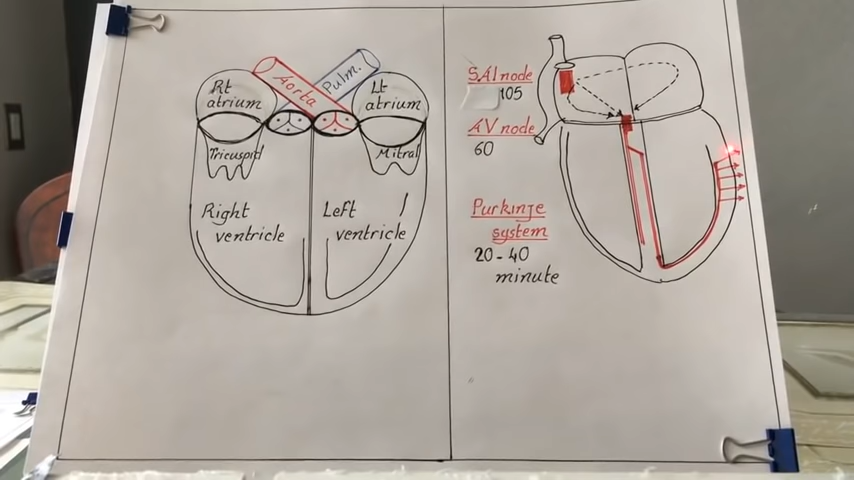 Rt
atrium
Aorta
Pulm.
Lt
atrium
Tricuspid
Mitral
Right
ventricle
Left
ventricle
S.A node
105
AV node
60
Purkinje
system
20-40
minute